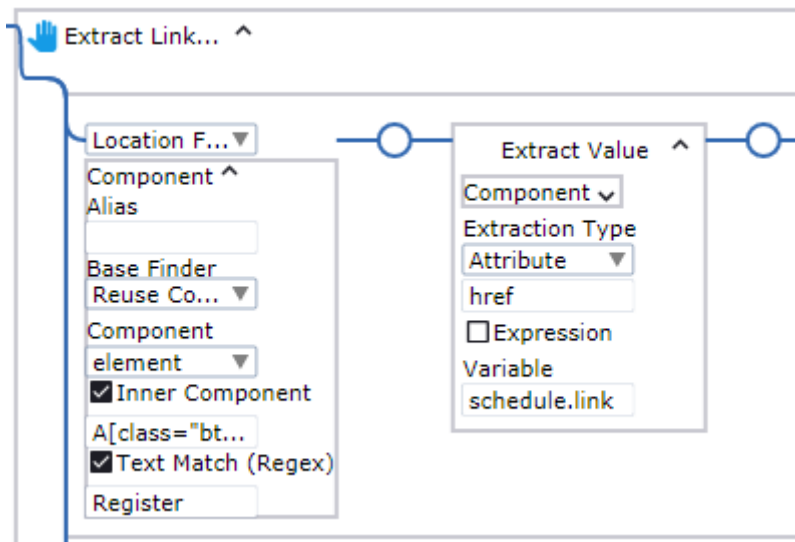 Extract Link...
Location F...
Component
Alias
Base Finder
Reuse Co...
Component
element
Inner Component
A[class="bt...
Text Match (Regex)
Register
Extract Value
Component
Extraction Type
Attribute
href
Expression
Variable
schedule.link